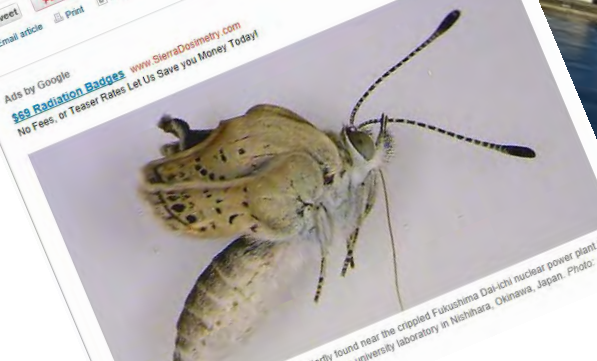 weet
Email article
Print
Ads by Google
$69 Radiation Badges www.SierraDosimetry.com
No Fees, or Teaser Rates Let Us Save you Money Today!
found near the crippled Fukushima Dai-ichi nuclear power plant
university laboratory in Nishihara, Okinawa, Japan. Photo: